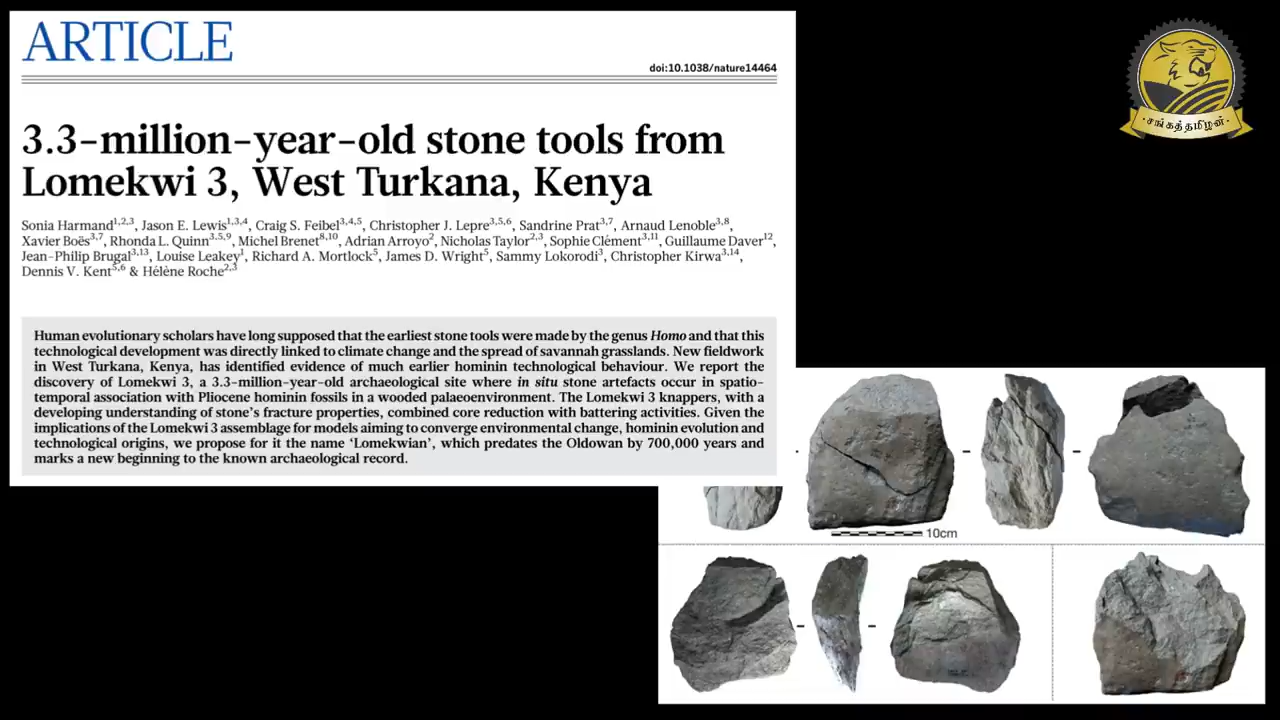 ARTICLE
doi:10.1038/nature14464
3.3-million-year-old stone tools from
Lomekwi 3, West Turkana, Kenya
Sonia Harmand1,2,3, Jason E. Lewis1,3,4, Craig S. Feibel3,4,5, Christopher J. Lepre3,5,6, Sandrine Prat3,7, Arnaud Lenoble3,8,
Xavier Boës3,7, Rhonda L. Quinn3,5,9, Michel Brenet8,10, Adrian Arroyo2, Nicholas Taylor2,3, Sophie Clément3,11, Guillaume Daver12,
Jean-Philip Brugal3,13, Louise Leakey1, Richard A. Mortlock5, James D. Wright5, Sammy Lokorodi3, Christopher Kirwa3,14,
Dennis V. Kent5,6 & Hélène Roche2,3
Human evolutionary scholars have long supposed that the earliest stone tools were made by the genus Homo and that this
technological development was directly linked to climate change and the spread of savannah grasslands. New fieldwork
in West Turkana, Kenya, has identified evidence of much earlier hominin technological behaviour. We report the
discovery of Lomekwi 3, a 3.3-million-year-old archaeological site where in situ stone artefacts occur in spatio-
temporal association with Pliocene hominin fossils in a wooded palaeoenvironment. The Lomekwi 3 knappers, with a
developing understanding of stone's fracture properties, combined core reduction with battering activities. Given the
implications of the Lomekwi 3 assemblage for models aiming to converge environmental change, hominin evolution and
technological origins, we propose for it the name 'Lomekwian', which predates the Oldowan by 700,000 years and
marks a new beginning to the known archaeological record.
சங்கத்தமிழன்
10cm